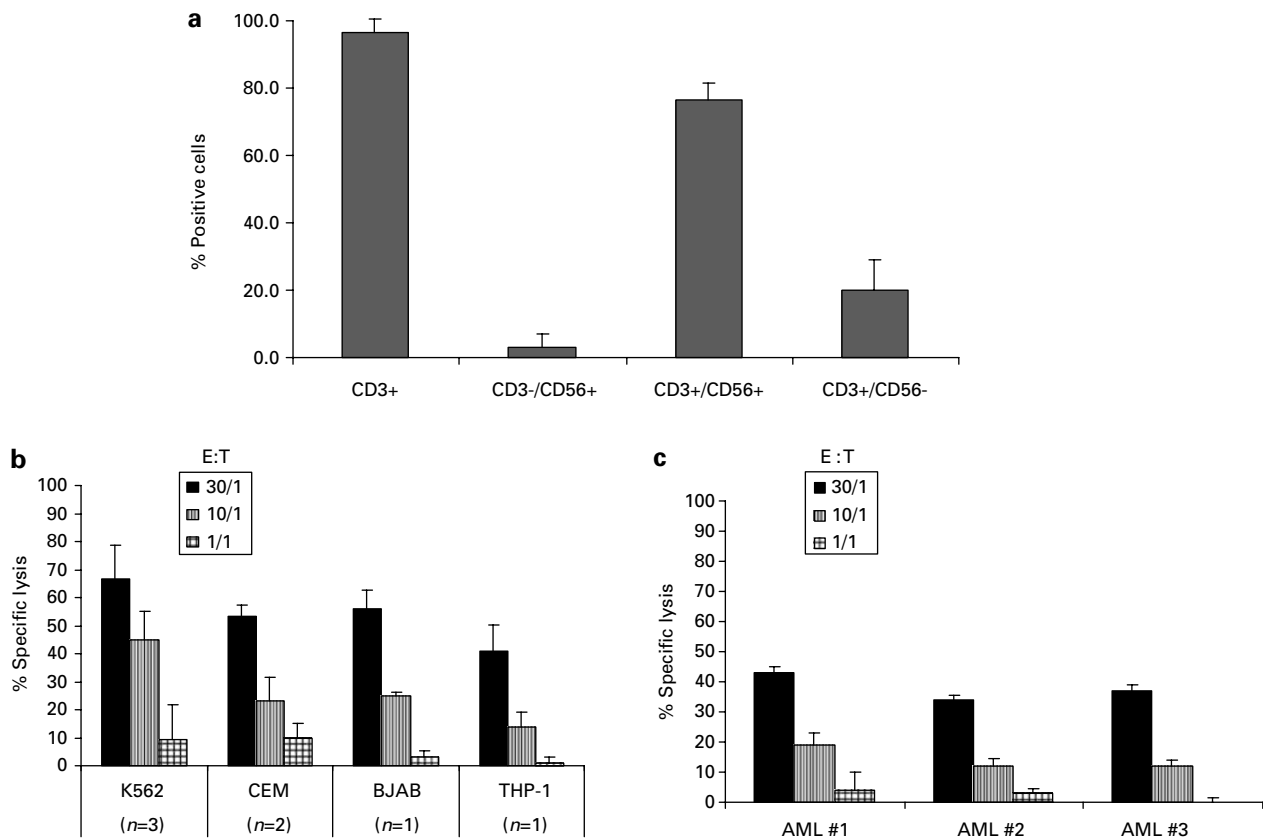 a
% Positive cells
100.0
80.0
60.0
40.0
20.0
0.0
CD3+ CD3-/CD56+ CD3+/CD56+ CD3+/CD56-
b
E:T
30/1
10/1
1/1
% Specific lysis
100
90
80
70
60
50
40
30
20
10
0
K562 CEM BJAB THP-1
(n=3) (n=2) (n=1) (n=1)
c
E :T
30/1
10/1
1/1
% Specific lysis
100
90
80
70
60
50
40
30
20
10
0
AML #1 AML #2 AML #3